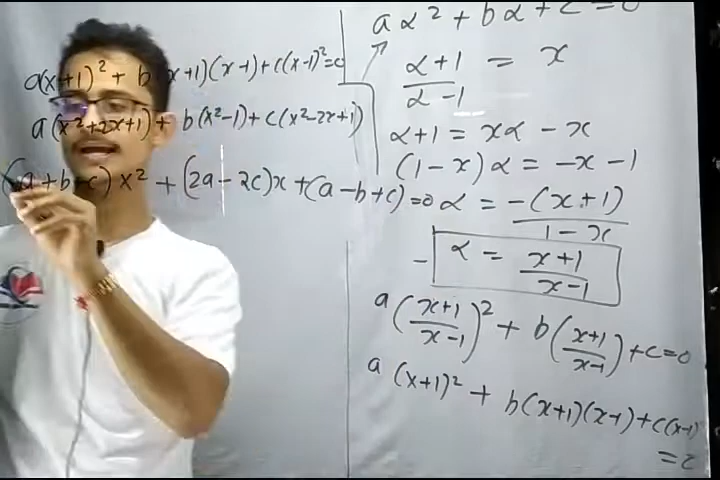 a(x+1)² + b(x+1)(x-1)+c(x-1)²=c
a(x²+2x+1)+ b(x²-1)+c(x²-2x+1)
(a+b+c)x² + (2a-2c)x +(a-b+c)=0
aα² + bα + c = 0
α+1 / α-1 = x
α+1 = xα - x
(1-x)α = -x-1
α = -(x+1) / 1-x
α = x+1 / x-1
a(x+1 / x-1)² + b(x+1 / x-1)+c=0
a (x+1)² + b(x+1)(x-1)+c(x-1)
=2